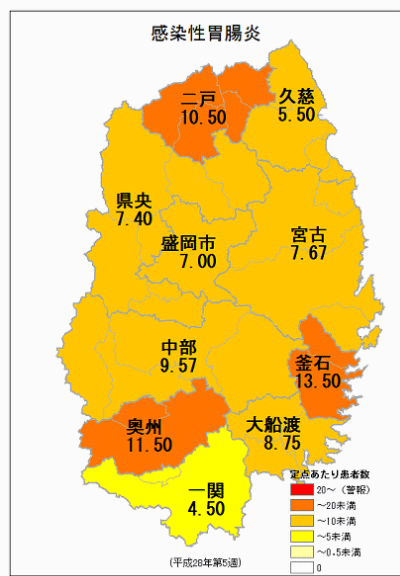 感染性胃腸炎
二戸
10.50
久慈
5.50
県央
7.40
盛岡市
7.00
宮古
7.67
中部
9.57
釜石
13.50
奥州
11.50
大船渡
8.75
一関
4.50
定点あたり患者数
20~ (警報)
~20未満
~10未満
~5未満
~0.5未満
0
(平成28年第5週)